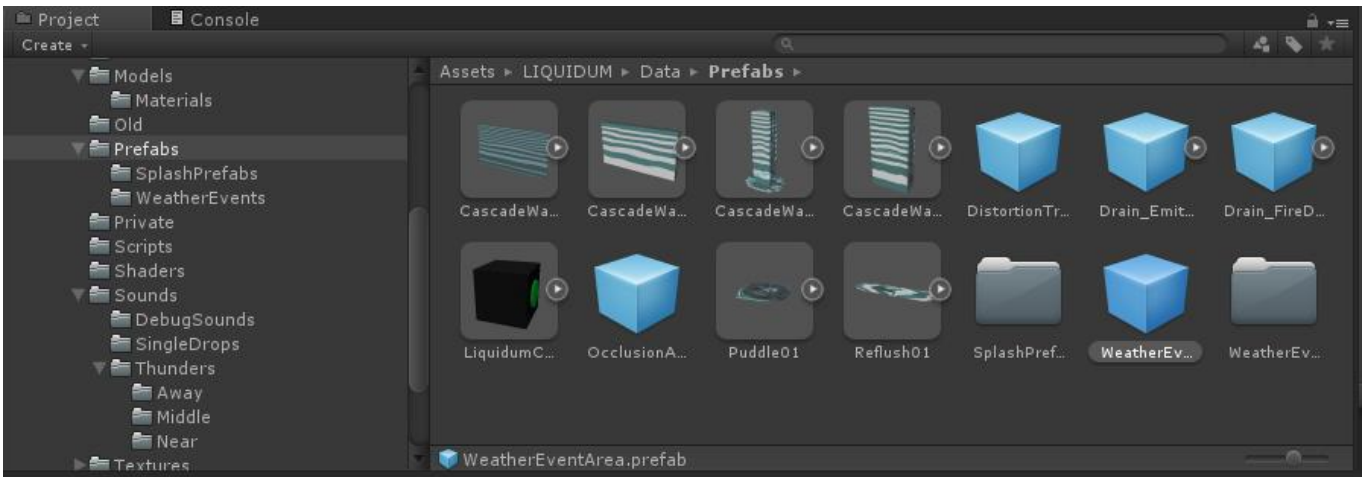 Project
Console
Create
Models
Materials
Old
Prefabs
SplashPrefabs
WeatherEvents
Private
Scripts
Shaders
Sounds
DebugSounds
SingleDrops
Thunders
Away
Middle
Near
Textures
Assets ▸ LIQUIDUM ▸ Data ▸ Prefabs ▸
CascadeWa… CascadeWa… CascadeWa… CascadeWa… DistortionTr… Drain_Emit… Drain_FireD…
LiquidumC… OcclusionA… Puddle01 Reflush01 SplashPref… WeatherEv… WeatherEv…
WeatherEventArea.prefab